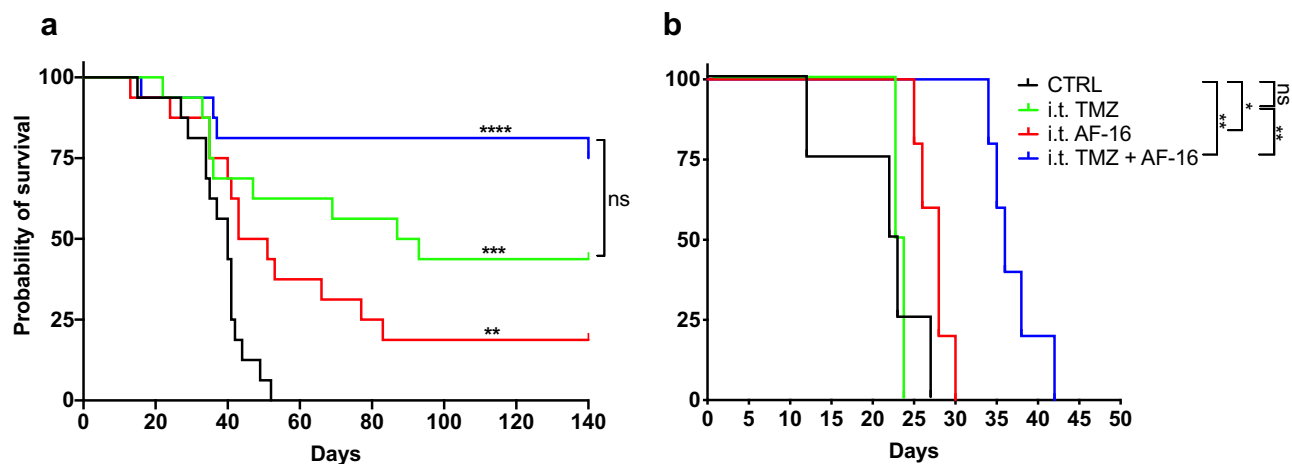 a
Probability of survival
100
75
50
25
0
0 20 40 60 80 100 120 140
Days
****
***
**
ns
b
100
75
50
25
0
0 5 10 15 20 25 30 35 40 45 50
Days
CTRL
i.t. TMZ
i.t. AF-16
i.t. TMZ + AF-16
**
*
ns
**